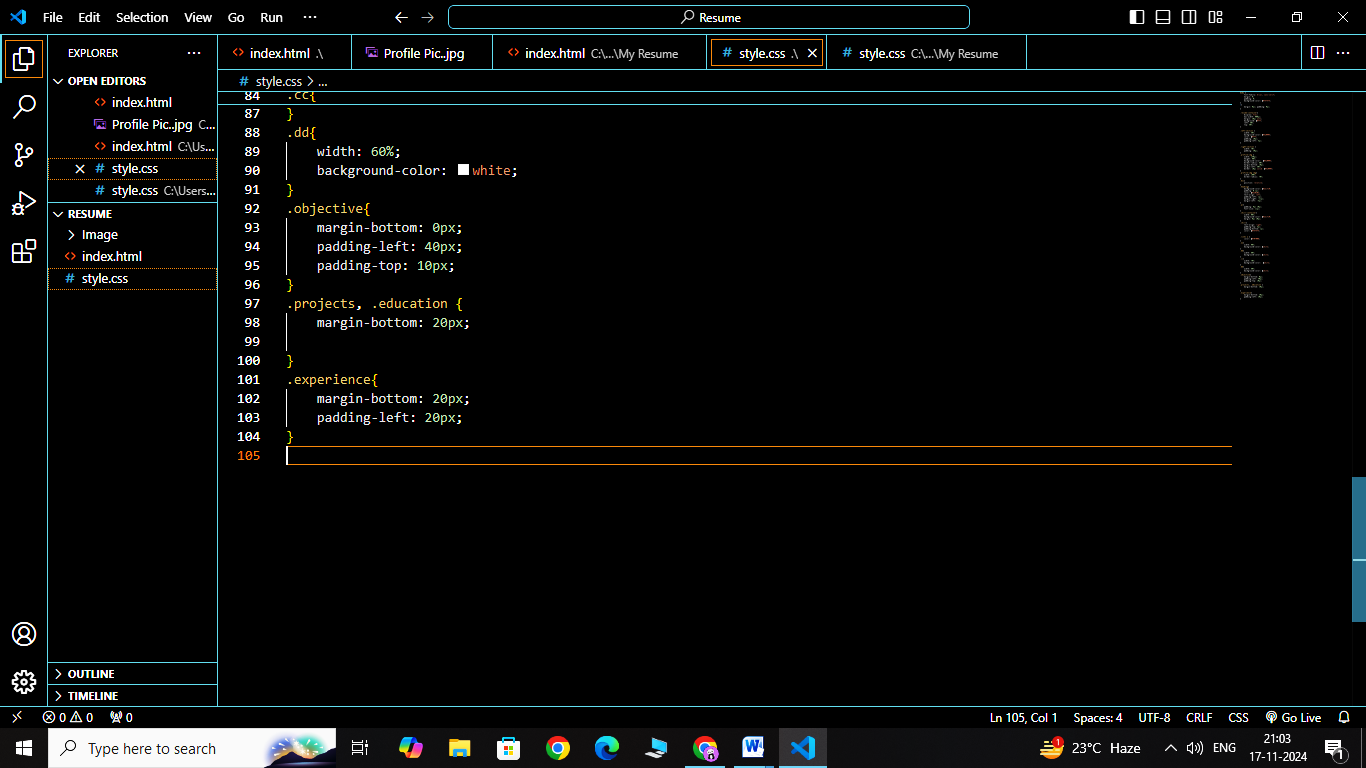 File Edit Selection View Go Run ··· Resume
EXPLORER ···
index.html .\ Profile Pic..jpg index.html C:\...\My Resume style.css .\ style.css C:\...\My Resume ···
OPEN EDITORS
index.html
Profile Pic..jpg C...
index.html C:\Us...
style.css
style.css C:\Users...
RESUME
Image
index.html
style.css
OUTLINE
TIMELINE
# style.css > ...
84 .cc{
87 }
88 .dd{
89 width: 60%;
90 background-color: white;
91 }
92 .objective{
93 margin-bottom: 0px;
94 padding-left: 40px;
95 padding-top: 10px;
96 }
97 .projects, .education {
98 margin-bottom: 20px;
99
100 }
101 .experience{
102 margin-bottom: 20px;
103 padding-left: 20px;
104 }
105
0 0 0 Ln 105, Col 1 Spaces: 4 UTF-8 CRLF CSS Go Live
Type here to search 1 23°C Haze ENG 21:03
17-11-2024 1